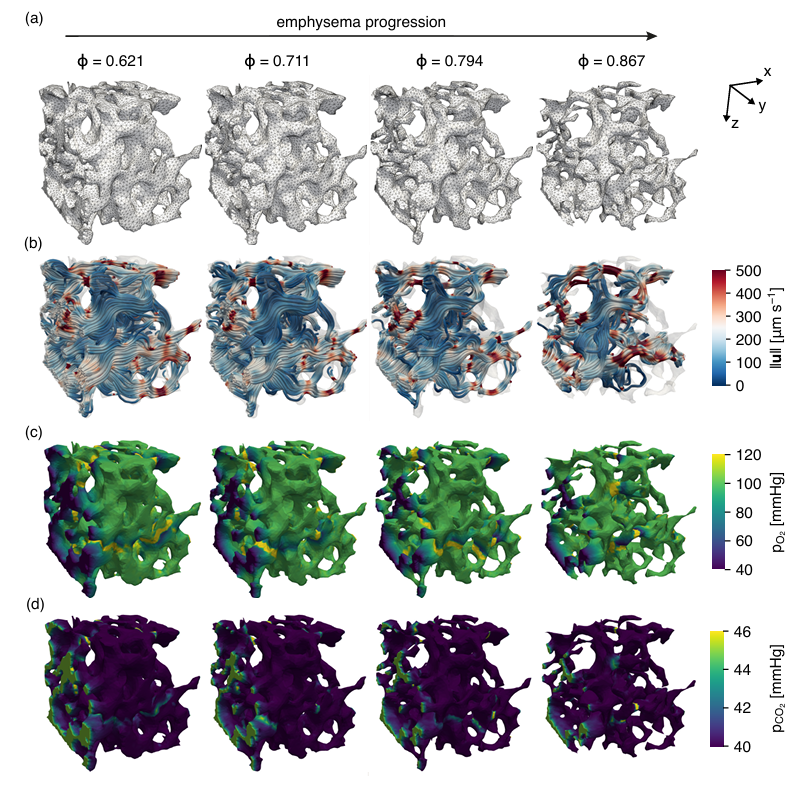 (a)
emphysema progression
ϕ = 0.621
ϕ = 0.711
ϕ = 0.794
ϕ = 0.867
x
y
z
(b)
500
400
300
200
100
0
||u|| [μm s⁻¹]
(c)
120
100
80
60
40
pO₂ [mmHg]
(d)
46
44
42
40
pCO₂ [mmHg]